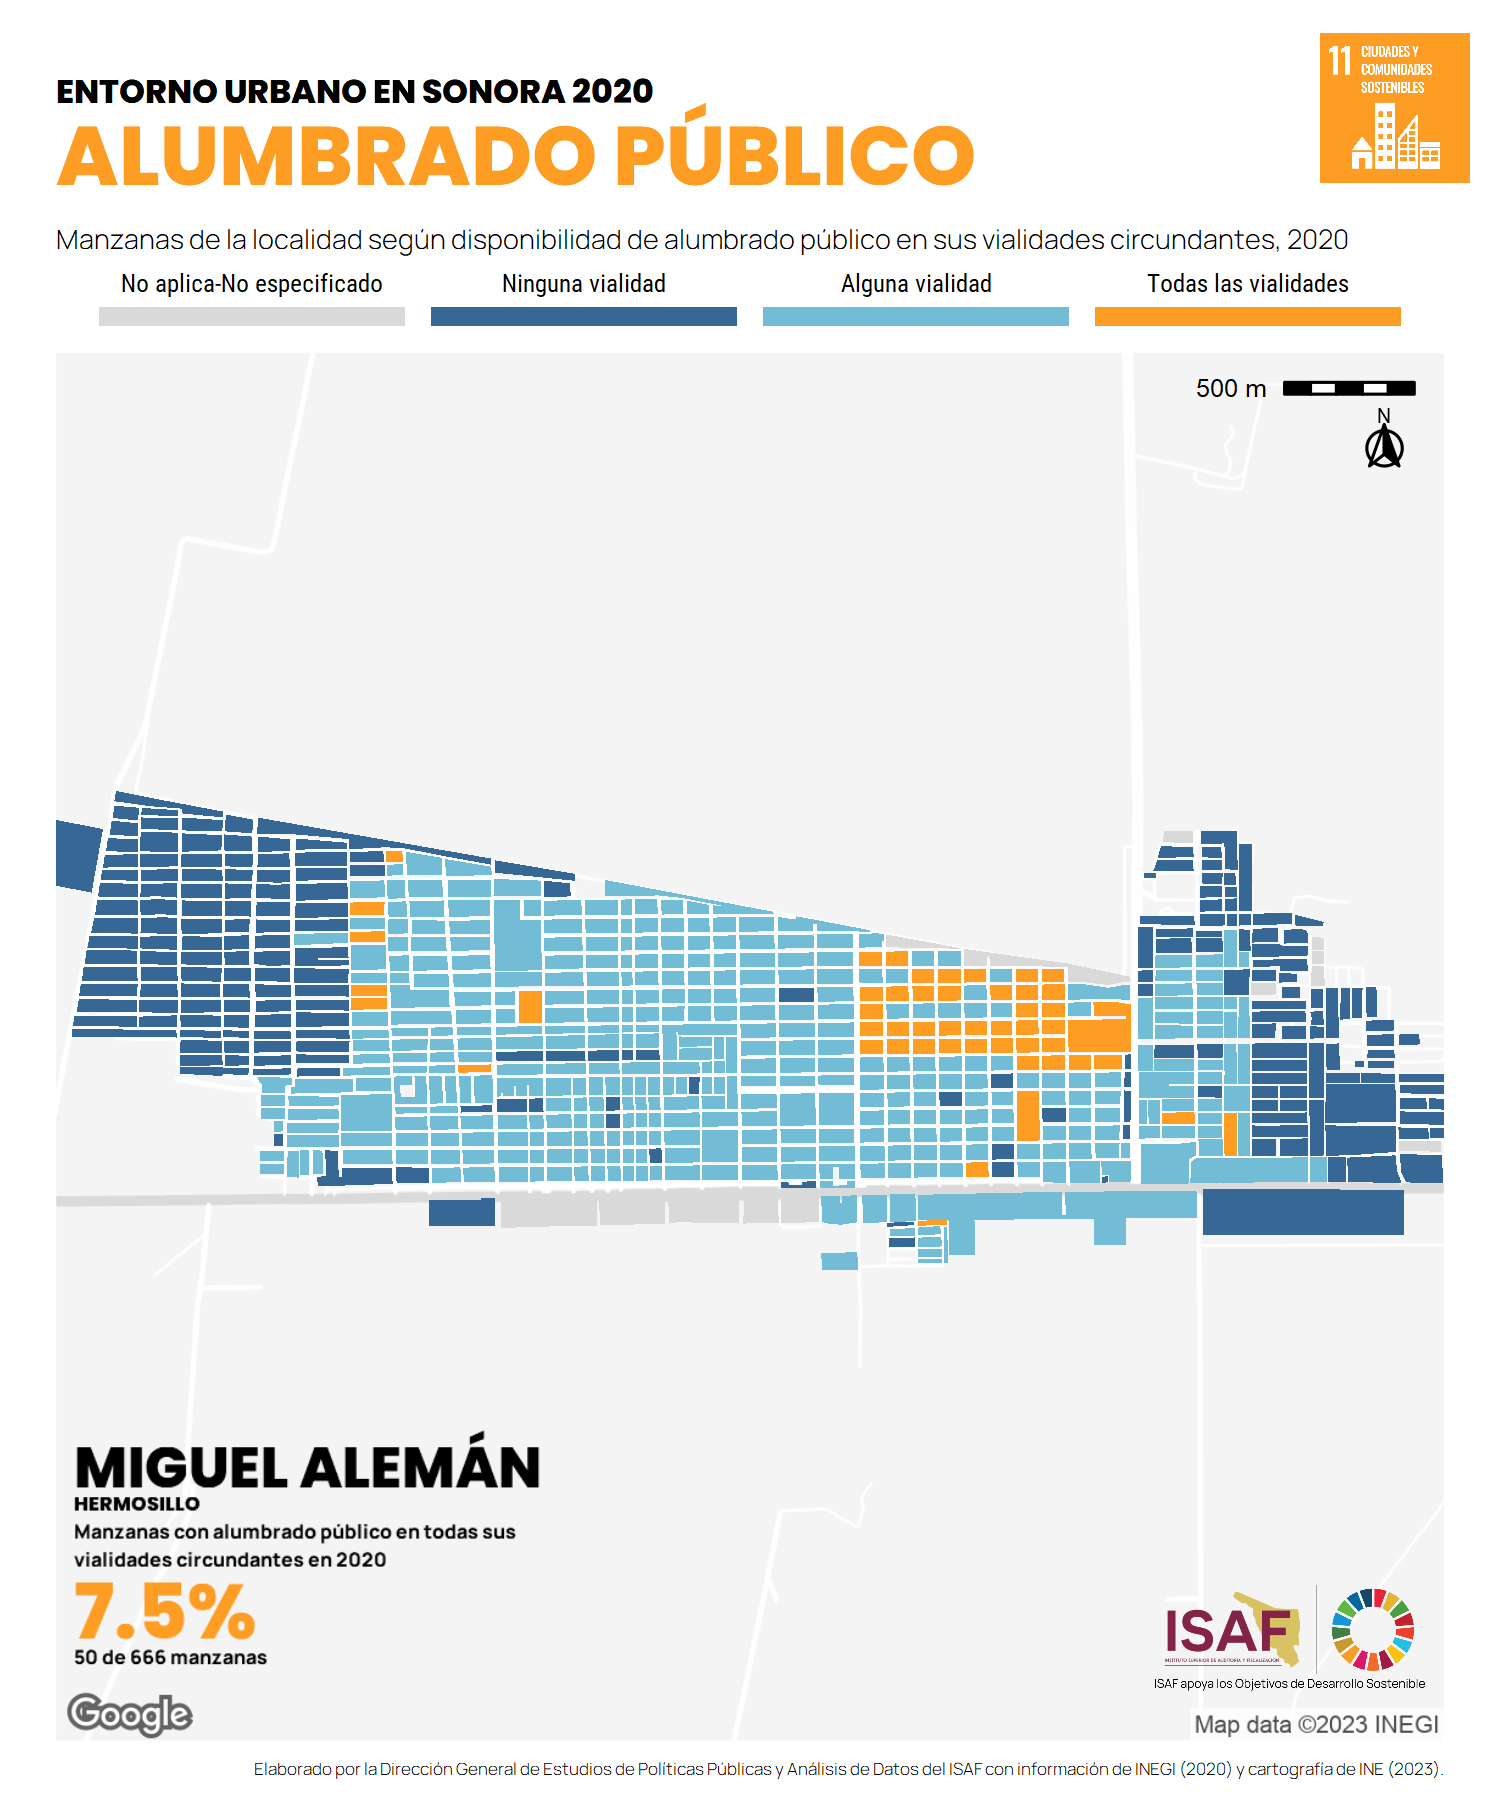 ENTORNO URBANO EN SONORA 2020
ALUMBRADO PÚBLICO
11 CIUDADES Y
COMUNIDADES
SOSTENIBLES
Manzanas de la localidad según disponibilidad de alumbrado público en sus vialidades circundantes, 2020
No aplica-No especificado
Ninguna vialidad
Alguna vialidad
Todas las vialidades
500 m
N
MIGUEL ALEMÁN
HERMOSILLO
Manzanas con alumbrado público en todas sus
vialidades circundantes en 2020
7.5%
50 de 666 manzanas
Google
ISAF
INSTITUTO SUPERIOR DE AUDITORÍA Y FISCALIZACIÓN
ISAF apoya los Objetivos de Desarrollo Sostenible
Map data ©2023 INEGI
Elaborado por la Dirección General de Estudios de Políticas Públicas y Análisis de Datos del ISAF con información de INEGI (2020) y cartografía de INE (2023).